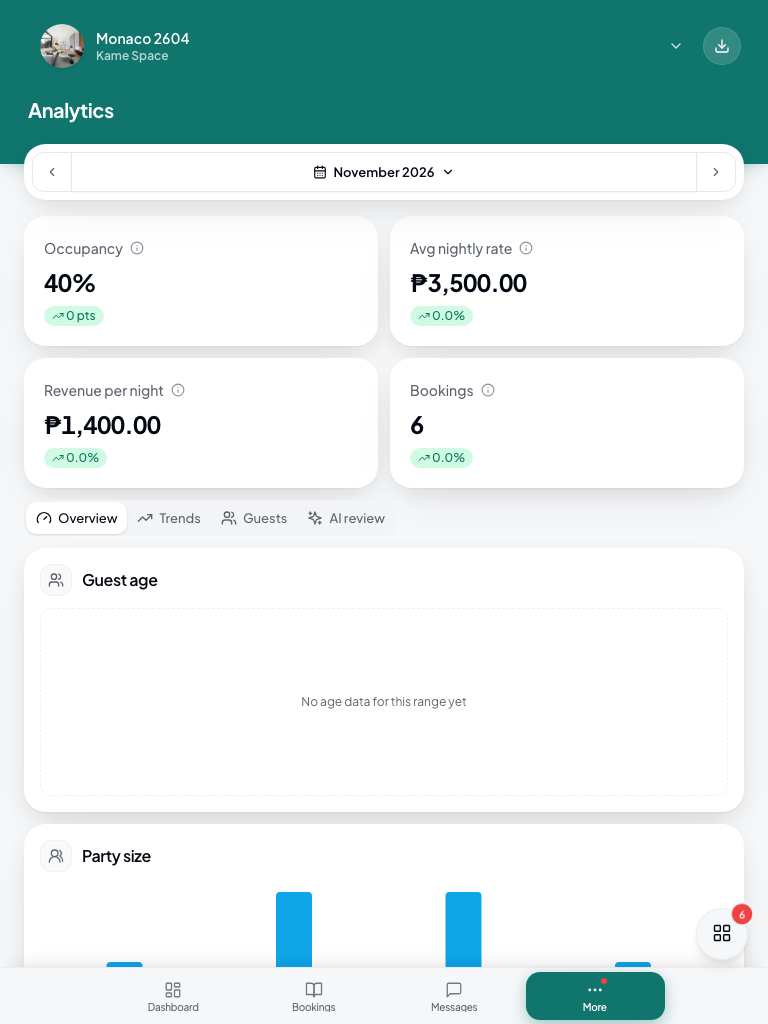 Monaco 2604
Kame Space
Analytics
November 2026
Occupancy
40%
0 pts
Avg nightly rate
₱3,500.00
0.0%
Revenue per night
₱1,400.00
0.0%
Bookings
6
0.0%
Overview
Trends
Guests
AI review
Guest age
No age data for this range yet
Party size
6
Dashboard
Bookings
Messages
More